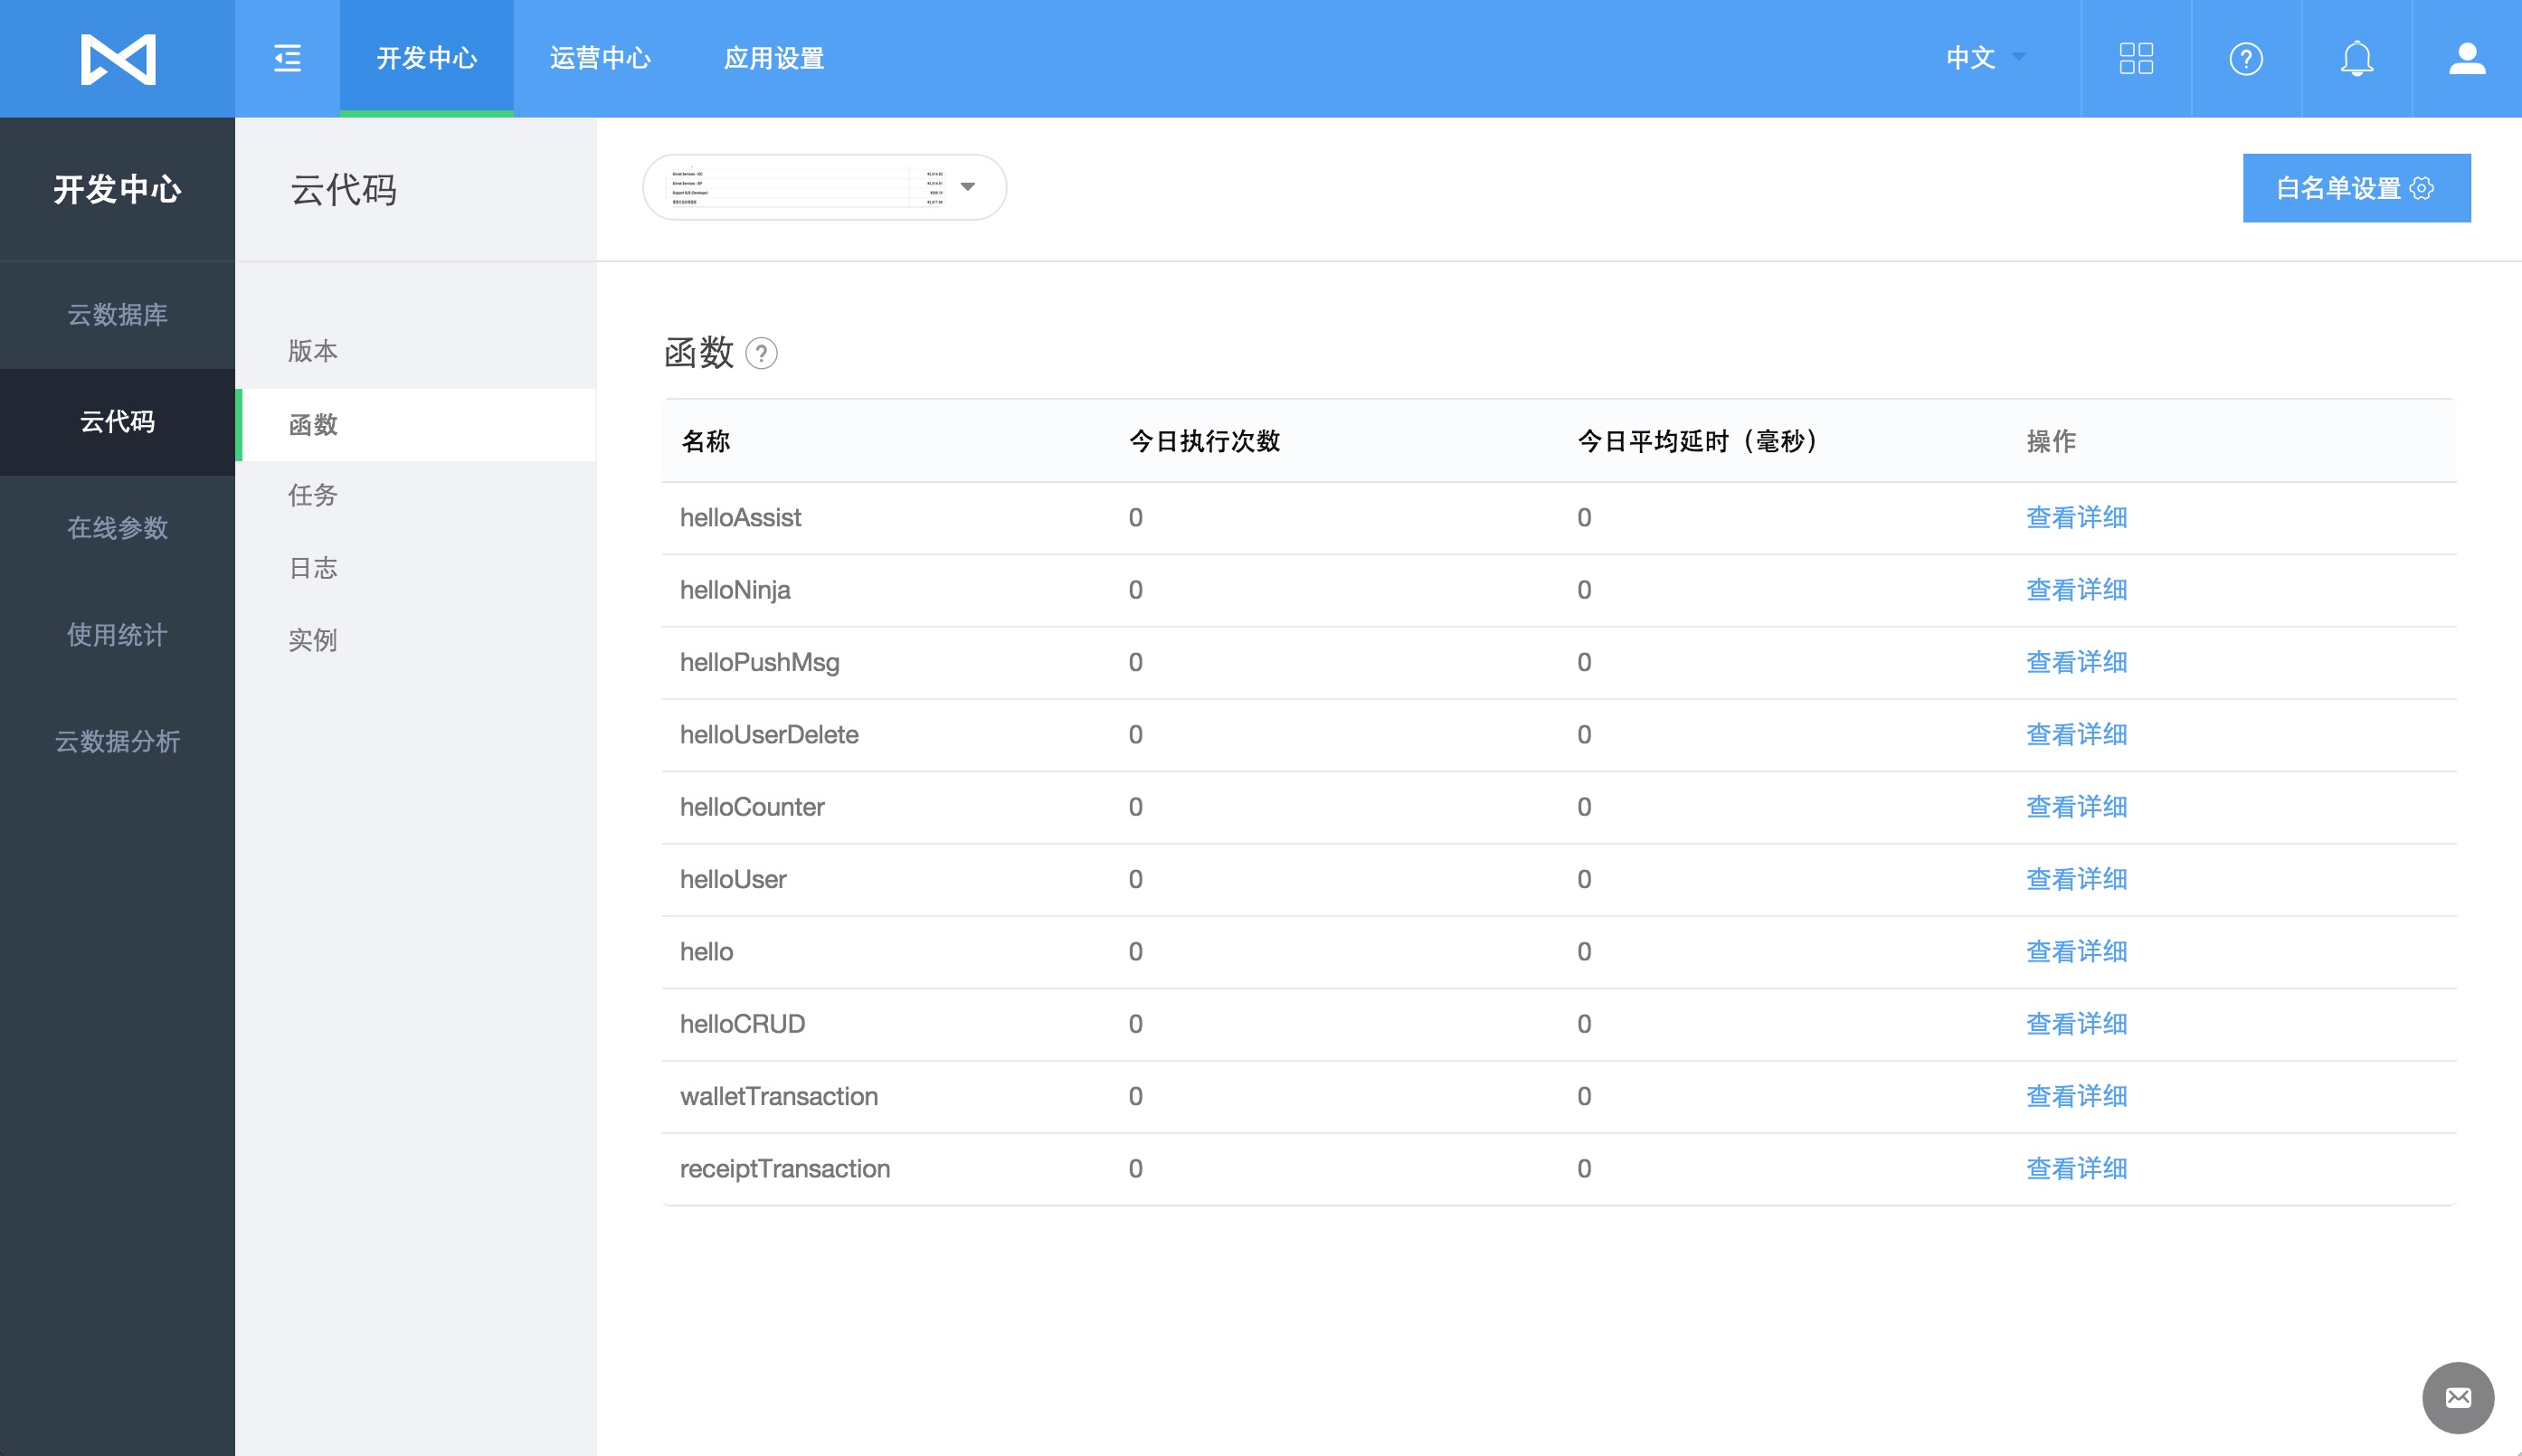 开发中心 运营中心 应用设置 中文
开发中心
云数据库
云代码
在线参数
使用统计
云数据分析
云代码
版本
函数
任务
日志
实例
白名单设置
函数 ?
名称 今日执行次数 今日平均延时（毫秒） 操作
helloAssist 0 0 查看详细
helloNinja 0 0 查看详细
helloPushMsg 0 0 查看详细
helloUserDelete 0 0 查看详细
helloCounter 0 0 查看详细
helloUser 0 0 查看详细
hello 0 0 查看详细
helloCRUD 0 0 查看详细
walletTransaction 0 0 查看详细
receiptTransaction 0 0 查看详细